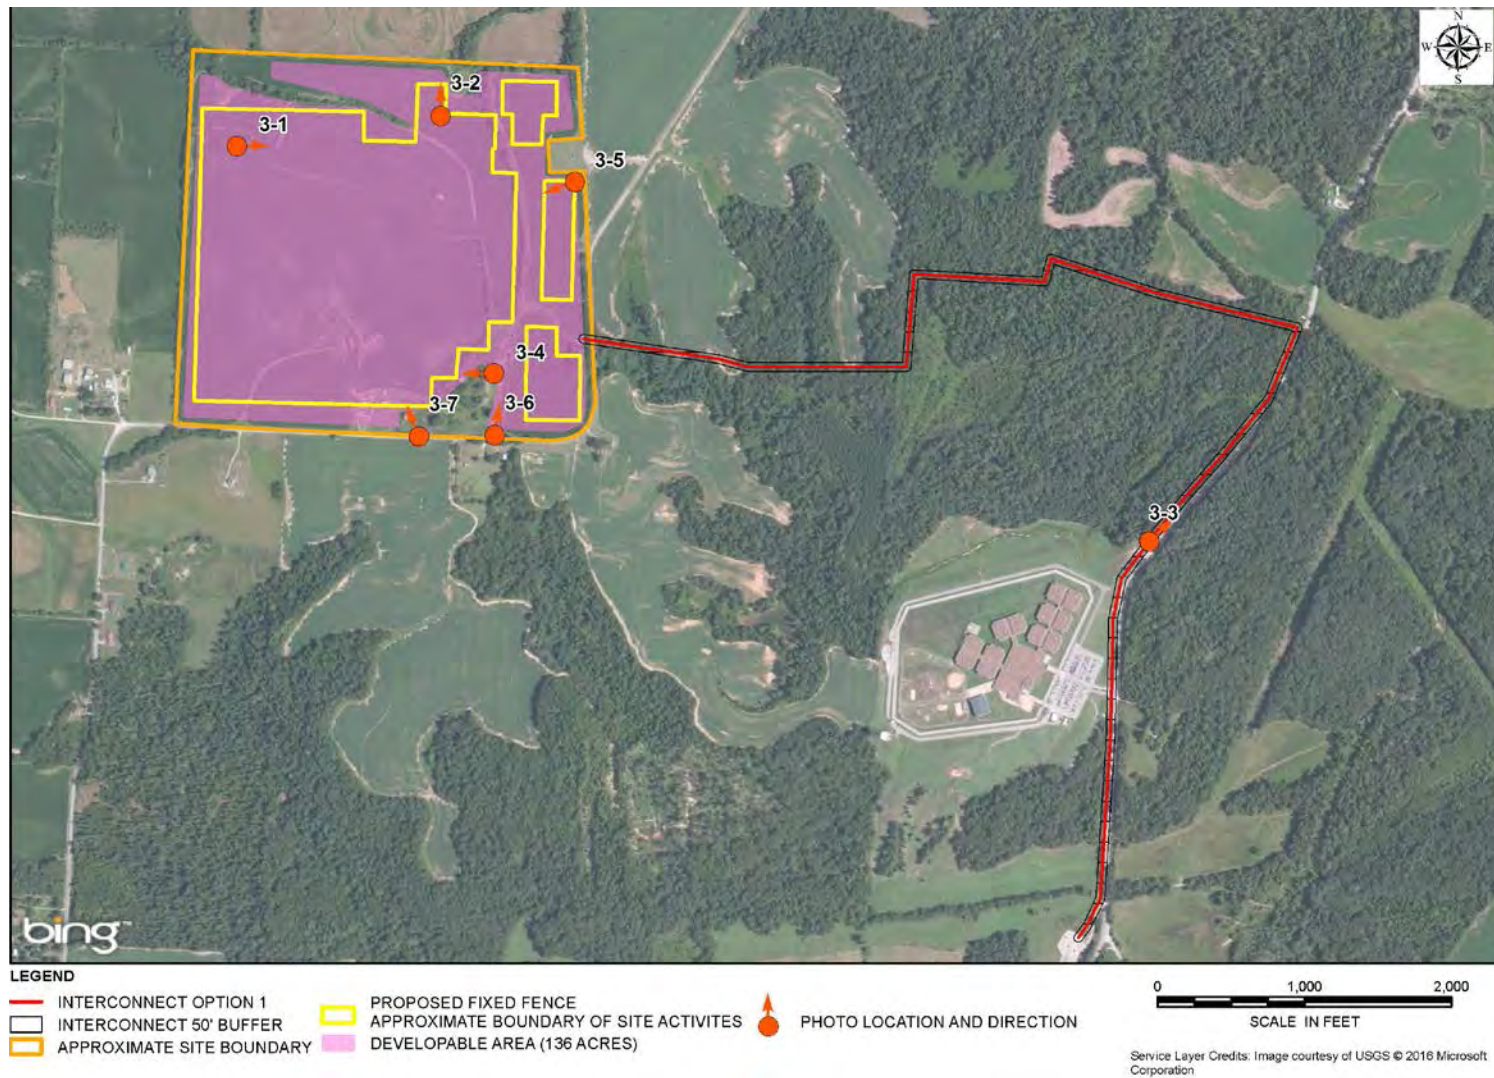 N
W E
S
3-2
3-1
3-5
3-4
3-7 3-6
3-3
bing™
LEGEND
INTERCONNECT OPTION 1
INTERCONNECT 50' BUFFER
APPROXIMATE SITE BOUNDARY
PROPOSED FIXED FENCE
APPROXIMATE BOUNDARY OF SITE ACTIVITES
DEVELOPABLE AREA (136 ACRES)
PHOTO LOCATION AND DIRECTION
0 1,000 2,000
SCALE IN FEET
Service Layer Credits: Image courtesy of USGS © 2016 Microsoft
Corporation